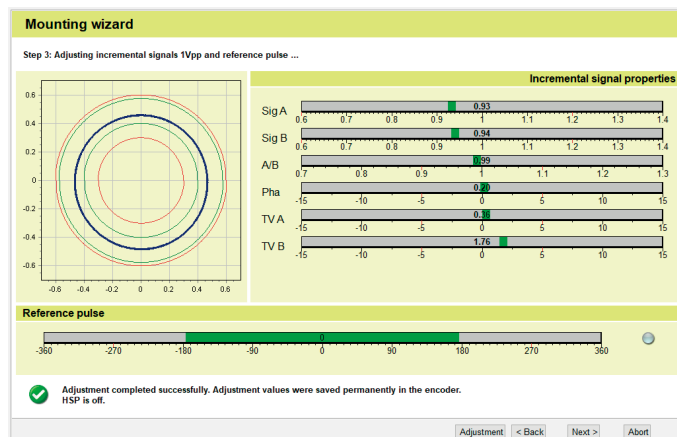 Mounting wizard
Step 3: Adjusting incremental signals 1Vpp and reference pulse ...
Incremental signal properties
0.6
0.4
0.2
0
-0.2
-0.4
-0.6
-0.6 -0.4 -0.2 0 0.2 0.4 0.6
Sig A 0.93
0.6 0.7 0.8 0.9 1 1.1 1.2 1.3 1.4
Sig B 0.94
0.6 0.7 0.8 0.9 1 1.1 1.2 1.3 1.4
A/B 0.99
0.7 0.8 0.9 1 1.1 1.2 1.3
Pha 0.20
-15 -10 -5 0 5 10 15
TV A 0.36
-15 -10 -5 0 5 10 15
TV B 1.76
-15 -10 -5 0 5 10 15
Reference pulse
0
-360 -270 -180 -90 0 90 180 270 360
Adjustment completed successfully. Adjustment values were saved permanently in the encoder.
HSP is off.
Adjustment < Back Next > Abort